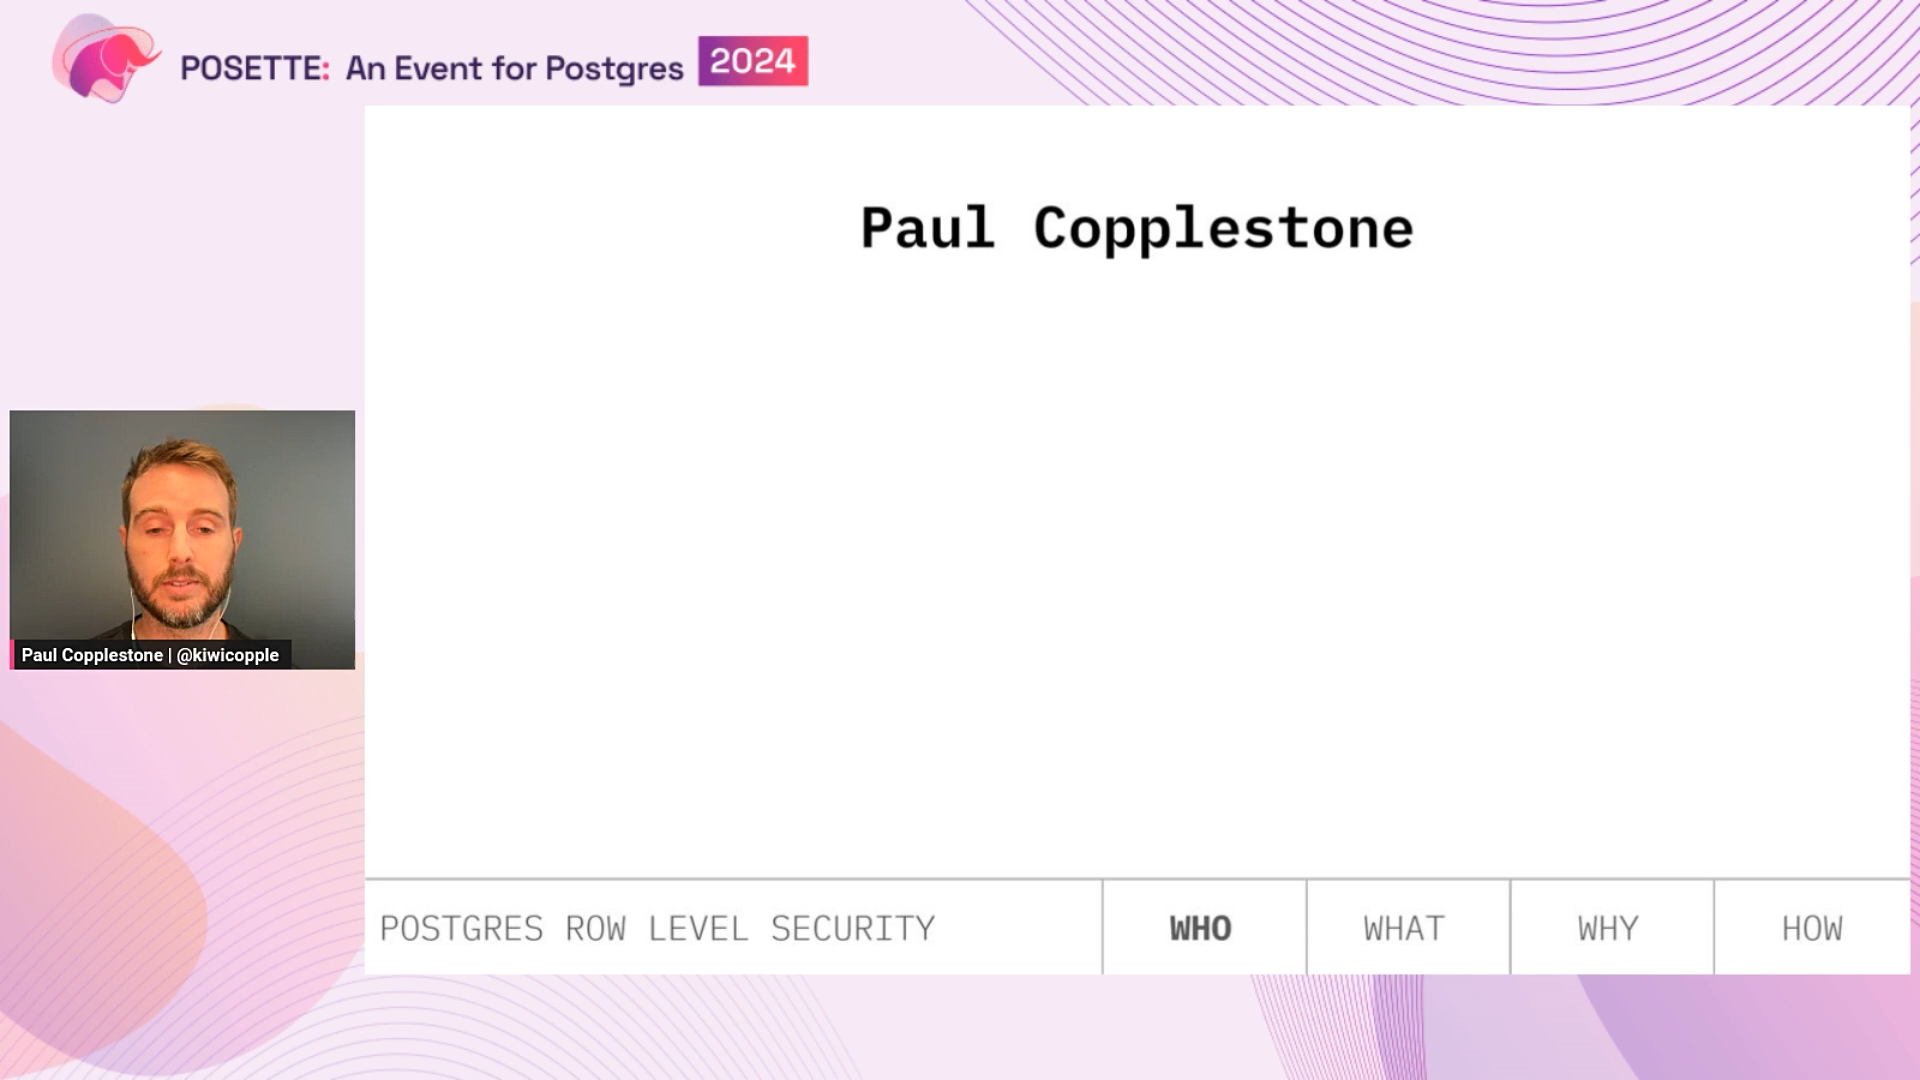 POSETTE: An Event for Postgres 2024
Paul Copplestone
Paul Copplestone | @kiwicopple
POSTGRES ROW LEVEL SECURITY
WHO
WHAT
WHY
HOW